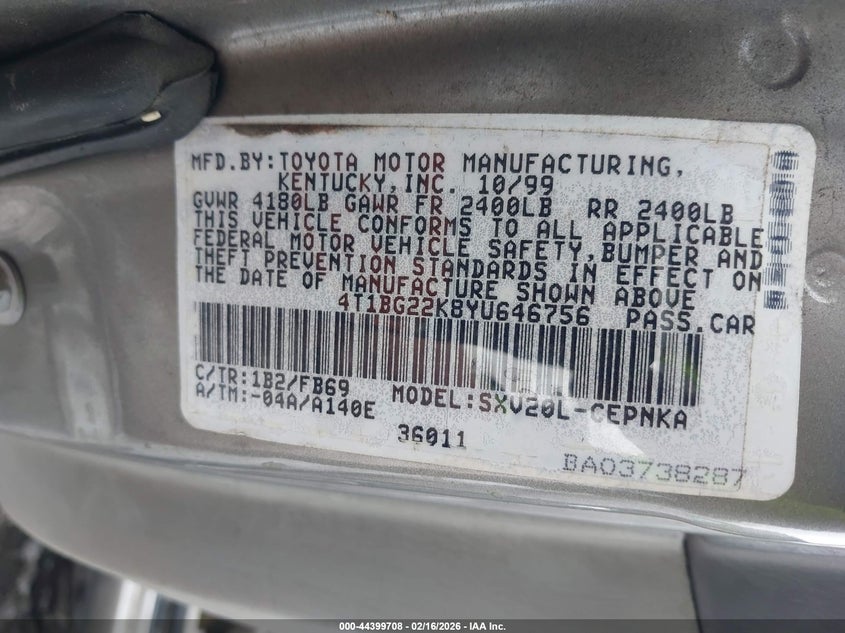 MFD.BY:TOYOTA MOTOR MANUFACTURING,
KENTUCKY,INC. 10/99
GVWR 4180LB GAWR FR 2400LB RR 2400LB
THIS VEHICLE CONFORMS TO ALL APPLICABLE
FEDERAL MOTOR VEHICLE SAFETY,BUMPER AND
THEFT PREVENTION STANDARDS IN EFFECT ON
THE DATE OF MANUFACTURE SHOWN ABOVE
4T1BG22K8YU646756 PASS.CAR
C/TR:1B2/FB69
A/TM:-04A/A140E MODEL:SXV20L-CEPNKA
36011
BA03738287
000-44399708 | 02/16/2026 – IAA Inc.